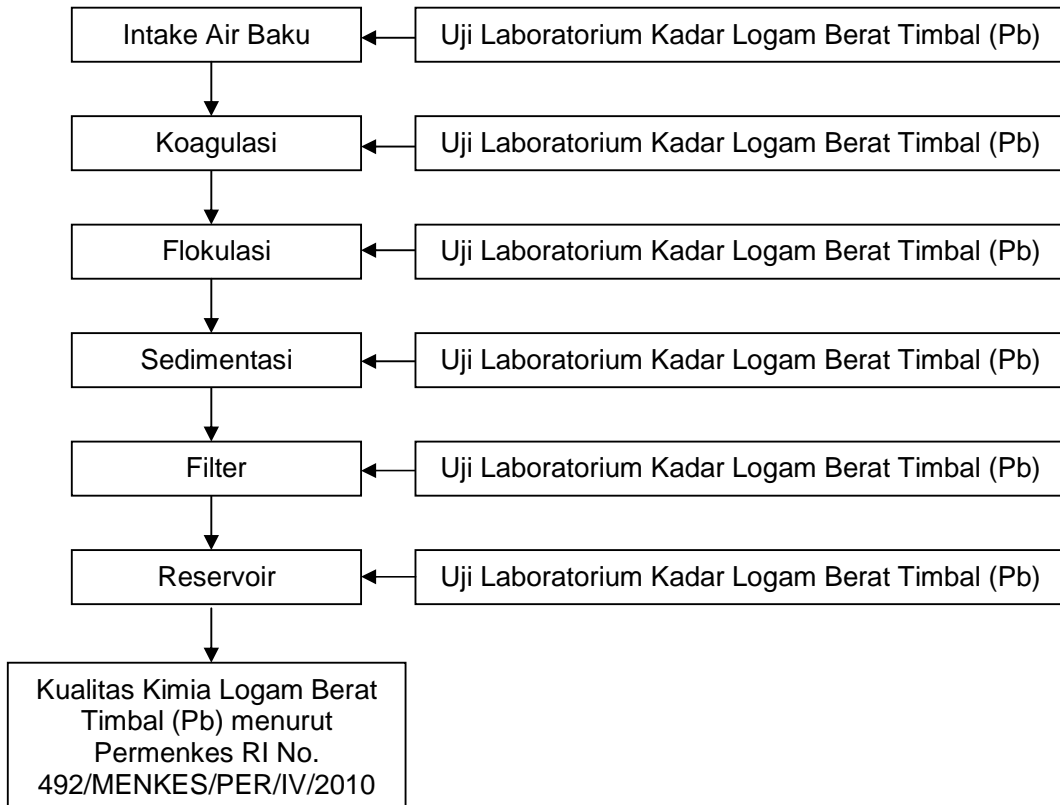 Intake Air Baku
Uji Laboratorium Kadar Logam Berat Timbal (Pb)
Koagulasi
Uji Laboratorium Kadar Logam Berat Timbal (Pb)
Flokulasi
Uji Laboratorium Kadar Logam Berat Timbal (Pb)
Sedimentasi
Uji Laboratorium Kadar Logam Berat Timbal (Pb)
Filter
Uji Laboratorium Kadar Logam Berat Timbal (Pb)
Reservoir
Uji Laboratorium Kadar Logam Berat Timbal (Pb)
Kualitas Kimia Logam Berat
Timbal (Pb) menurut
Permenkes RI No.
492/MENKES/PER/IV/2010